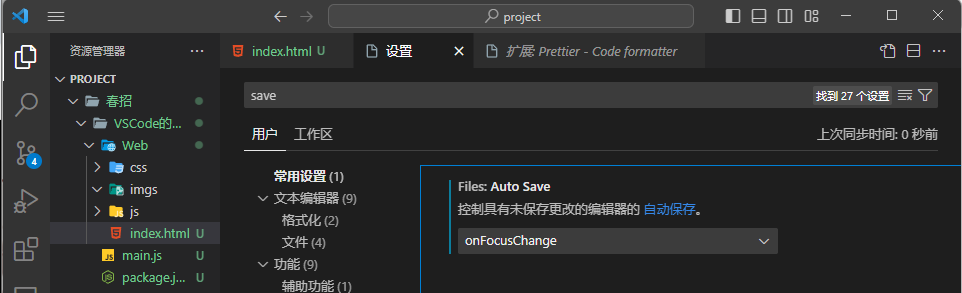 project
资源管理器
index.html U
设置
扩展: Prettier - Code formatter
PROJECT
春招
VSCode的...
Web
css
imgs
js
index.html U
main.js U
package.j... U
4
save
找到 27 个设置
用户
工作区
上次同步时间: 0 秒前
常用设置 (1)
文本编辑器 (9)
格式化 (2)
文件 (4)
功能 (9)
辅助功能 (1)
Files: Auto Save
控制具有未保存更改的编辑器的 自动保存。
onFocusChange